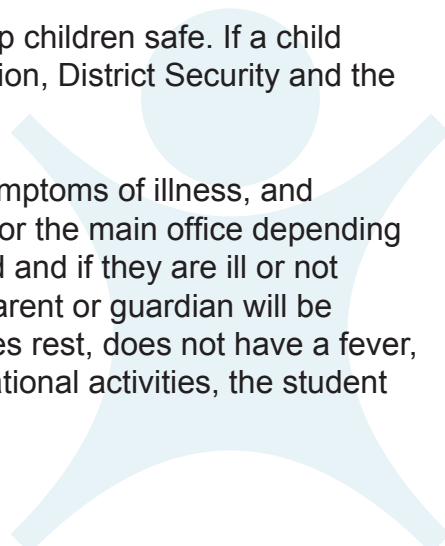 p children safe. If a child
ion, District Security and the
mptoms of illness, and
or the main office depending
and if they are ill or not
arent or guardian will be
es rest, does not have a fever,
ational activities, the student